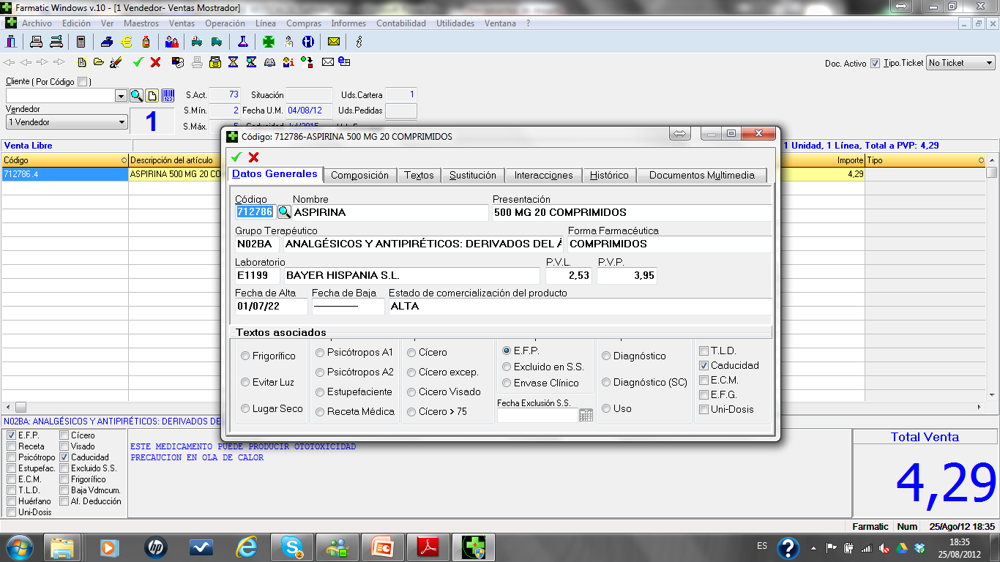 Farmatic Windows v.10 - [1 Vendedor- Ventas Mostrador]
Archivo Edición Ver Maestros Ventas Operación Línea Compras Informes Contabilidad Utilidades Ventana ?
Doc. Activo Tipo.Ticket No Ticket
Cliente ( Por Código )
S.Act. 73 Situación Uds.Cartera 1
Vendedor
S.Mín. 2 Fecha U.M. 04/08/12 Uds.Pedidas
1 Vendedor
1
S.Máx.
Venta Libre
1 Unidad, 1 Línea, Total a PVP: 4,29
Código Descripción del artículo Importe Tipo
712786.4 ASPIRINA 500 MG 20 CO 4,29
Código: 712786-ASPIRINA 500 MG 20 COMPRIMIDOS
Datos Generales Composición Textos Sustitución Interacciones Histórico Documentos Multimedia
Código Nombre Presentación
712786 ASPIRINA 500 MG 20 COMPRIMIDOS
Grupo Terapéutico Forma Farmacéutica
N02BA ANALGÉSICOS Y ANTIPIRÉTICOS: DERIVADOS DEL COMPRIMIDOS
Laboratorio P.V.L. P.V.P.
E1199 BAYER HISPANIA S.L. 2,53 3,95
Fecha de Alta Fecha de Baja Estado de comercialización del producto
01/07/22 ALTA
Textos asociados
Frigorífico
Evitar Luz
Lugar Seco
Psicótropos A1
Psicótropos A2
Estupefaciente
Receta Médica
Cícero
Cícero excep.
Cicero Visado
Cícero > 75
E.F.P.
Excluido en S.S.
Envase Clínico
Fecha Exclusión S.S.
Diagnóstico
Diagnóstico (SC)
Uso
T.L.D.
Caducidad
E.C.M.
E.F.G.
Uni-Dosis
N02BA: ANALGÉSICOS Y ANTIPIRÉTICOS: DERIVADOS DE
E.F.P. Cícero
Receta Visado
Psicótropo Caducidad
Estupefac. Excluido S.S.
E.C.M. Frigorífico
T.L.D. Baja Vdmcum.
Huérfano Af. Deducción
Uni-Dosis
ESTE MEDICAMENTO PUEDE PRODUCIR OTOTOXICIDAD
PRECAUCION EN OLA DE CALOR
Total Venta
4,29
Farmatic Num 25/Ago/12 18:35
ES
18:35
25/08/2012